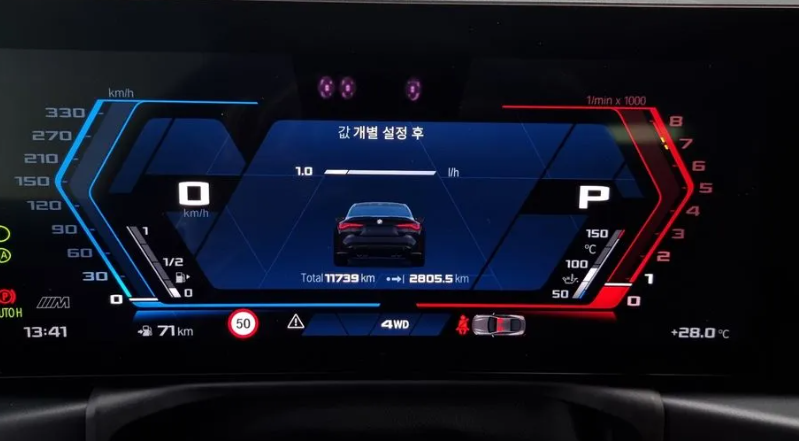 km/h
1/min x 1000
330
270
210
150
120
90
60
30
0
8
7
6
5
4
3
2
1
0
값 개별 설정 후
1.0 l/h
0
km/h
P
1
1/2
0
150
°C
100
50
Total 11739 km
2805.5 km
A
(P)
AUTO H
M
13:41
71 km
50
4WD
+28.0 °C